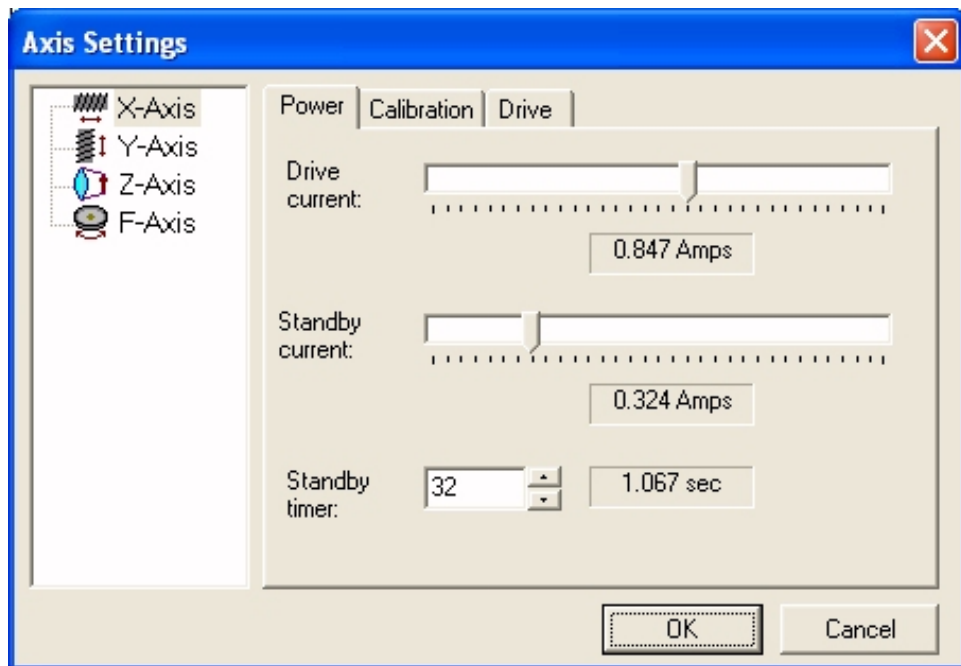 Axis Settings
X-Axis
Y-Axis
Z-Axis
F-Axis
Power
Calibration
Drive
Drive
current:
0.847 Amps
Standby
current:
0.324 Amps
Standby
timer:
32
1.067 sec
OK
Cancel